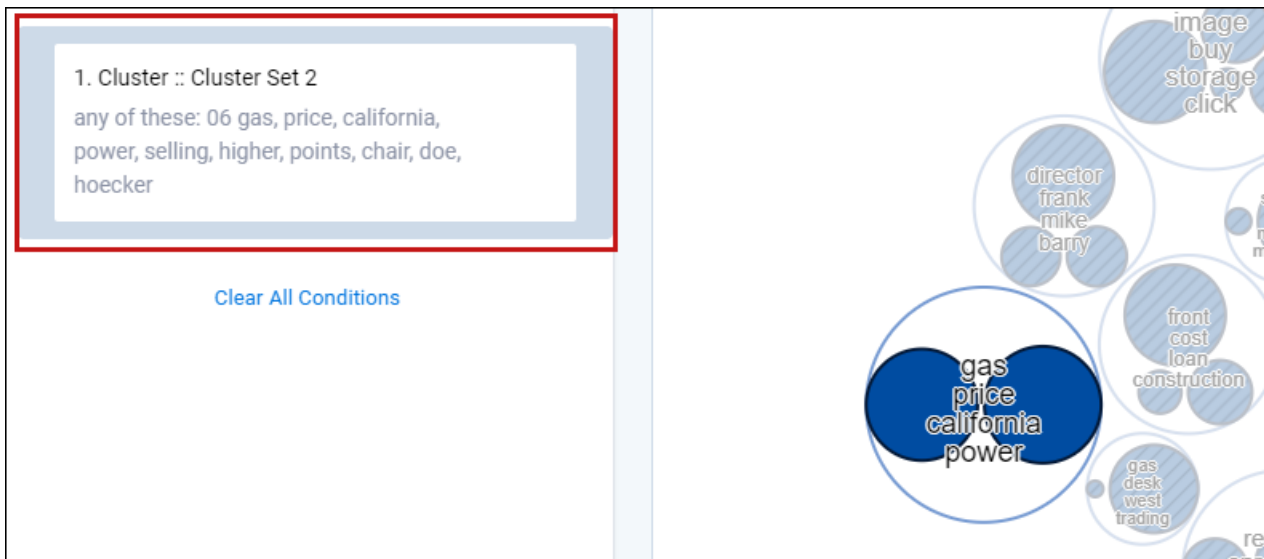 1. Cluster :: Cluster Set 2
any of these: 06 gas, price, california,
power, selling, higher, points, chair, doe,
hoecker
Clear All Conditions
image
buy
storage
click
director
frank
mike
barry
front
cost
loan
construction
gas
price
california
power
gas
desk
west
trading